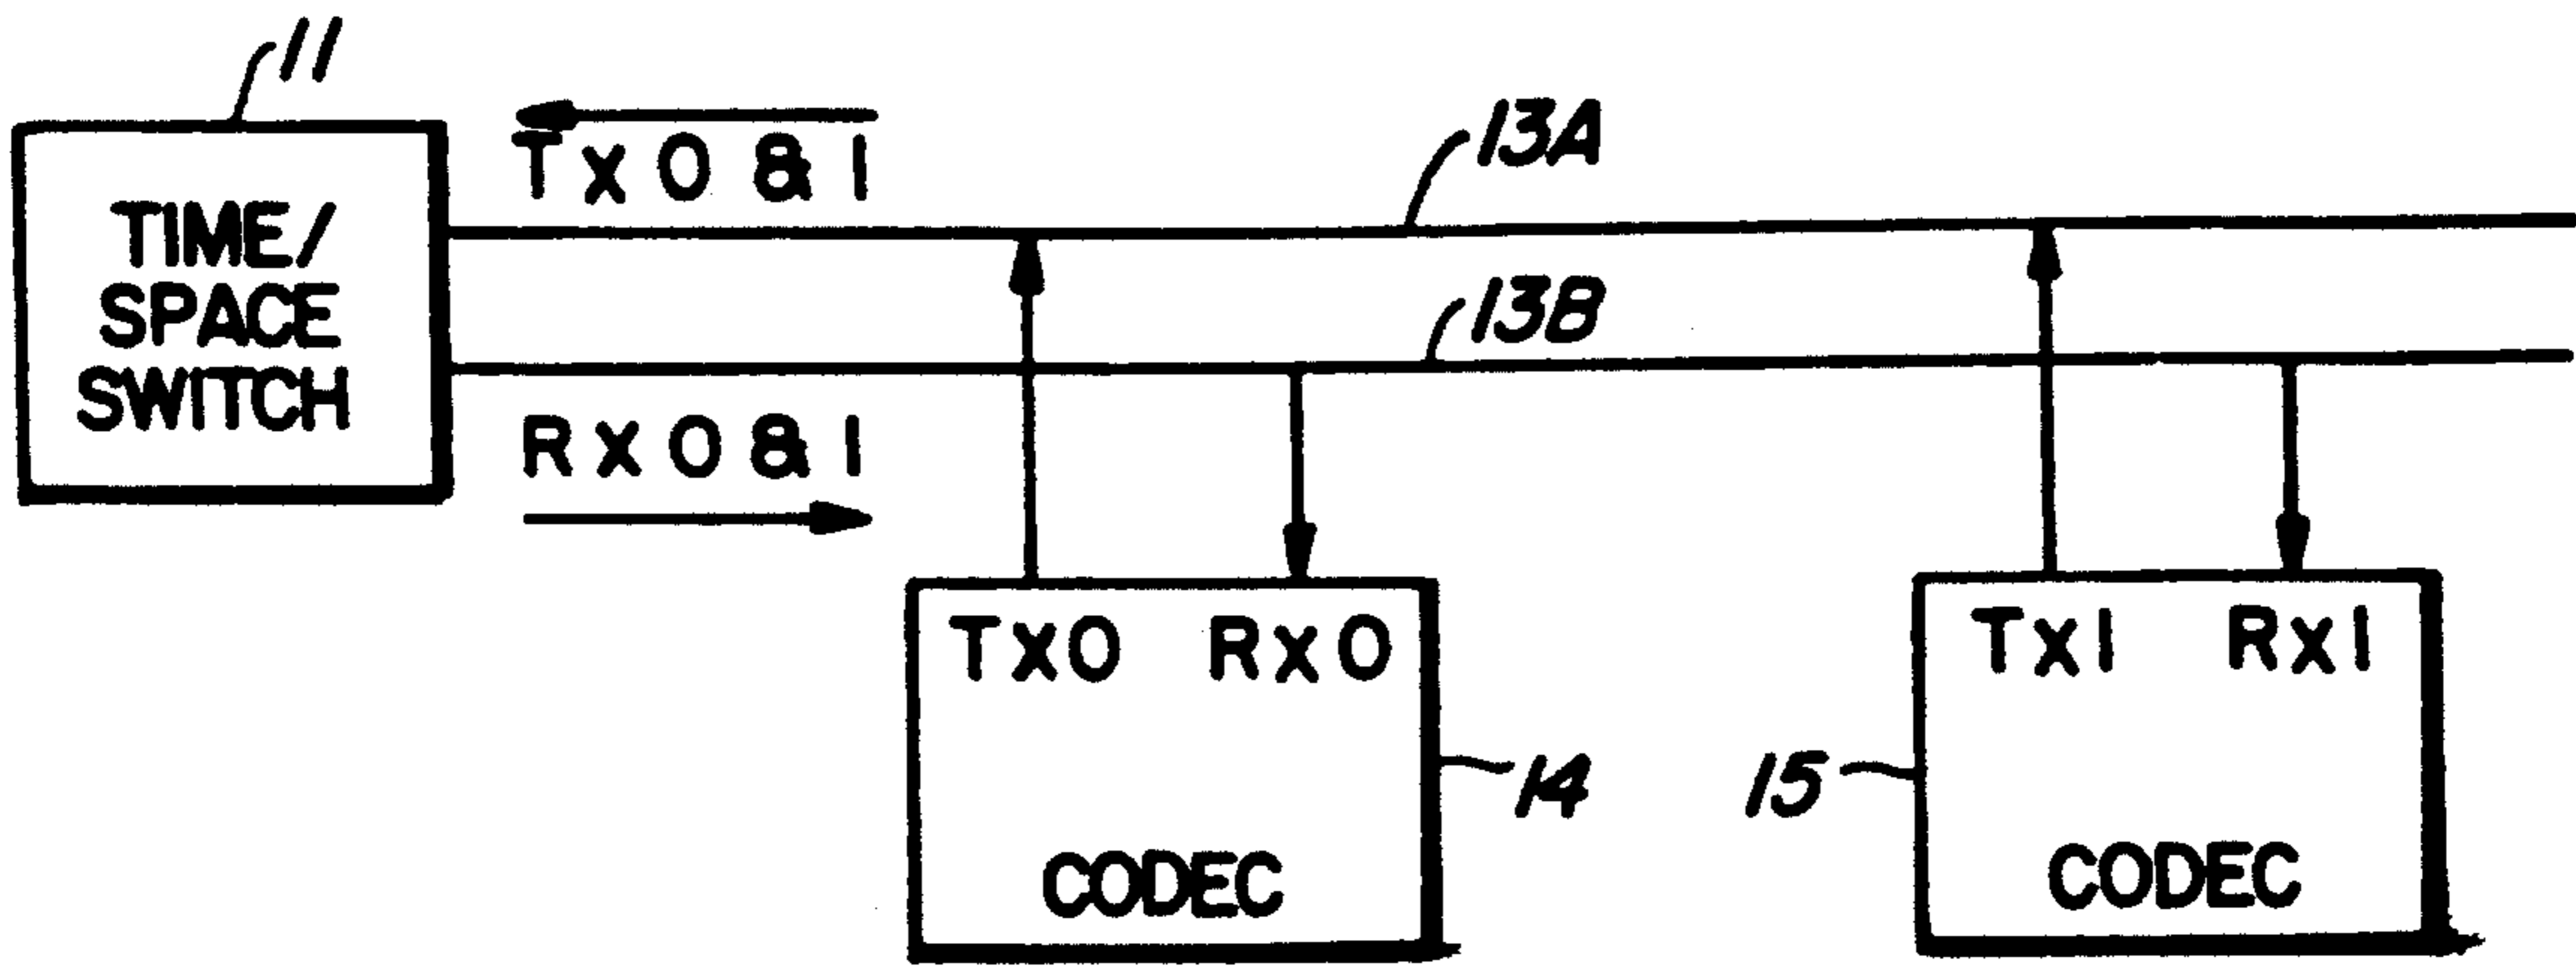 11
TIME/
SPACE
SWITCH
Tx 0 & 1
13A
13B
Rx 0 & 1
Tx0 Rx0
Tx1 Rx1
14
15
CODEC
CODEC